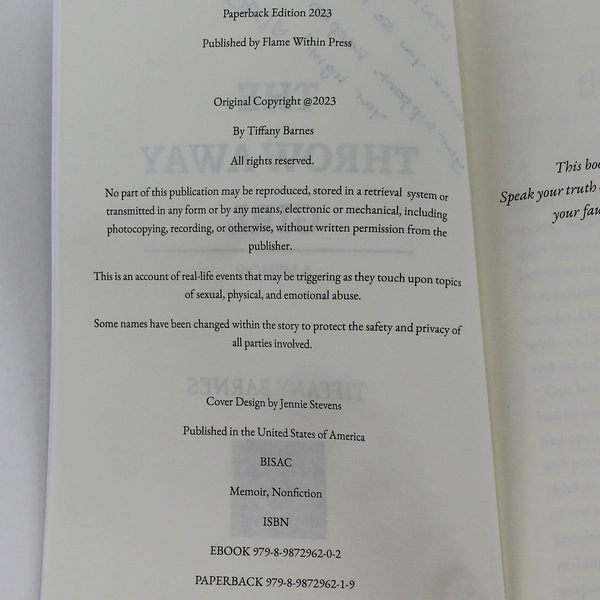 Paperback Edition 2023
Published by Flame Within Press
Original Copyright @2023
By Tiffany Barnes
All rights reserved.
No part of this publication may be reproduced, stored in a retrieval system or
transmitted in any form or by any means, electronic or mechanical, including
photocopying, recording, or otherwise, without written permission from the
publisher.
This is an account of real-life events that may be triggering as they touch upon topics
of sexual, physical, and emotional abuse.
Some names have been changed within the story to protect the safety and privacy of
all parties involved.
Cover Design by Jennie Stevens
Published in the United States of America
BISAC
Memoir, Nonfiction
ISBN
EBOOK 979-8-9872962-0-2
PAPERBACK 979-8-9872962-1-9
THE
THROWAWAY
TIFFANY BARNES
This
Speak your truth
your